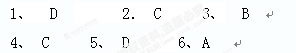 1、 D 2. C 3、 B ↵
4、 C 5、 D 6、A ↵